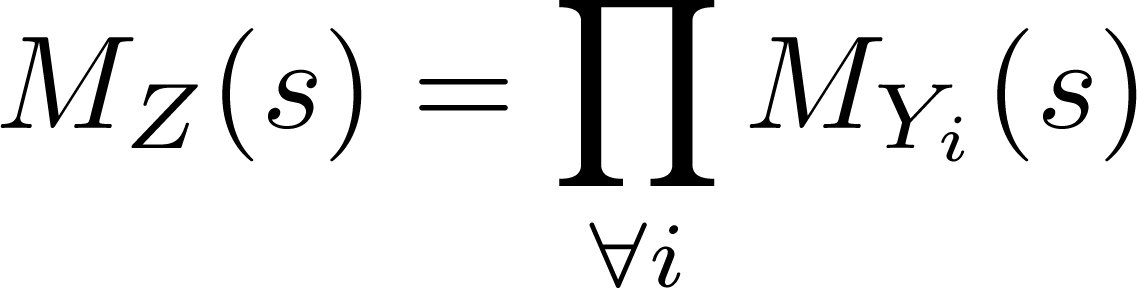 M_Z(s) = ∏_{∀i} M_{Y_i}(s)